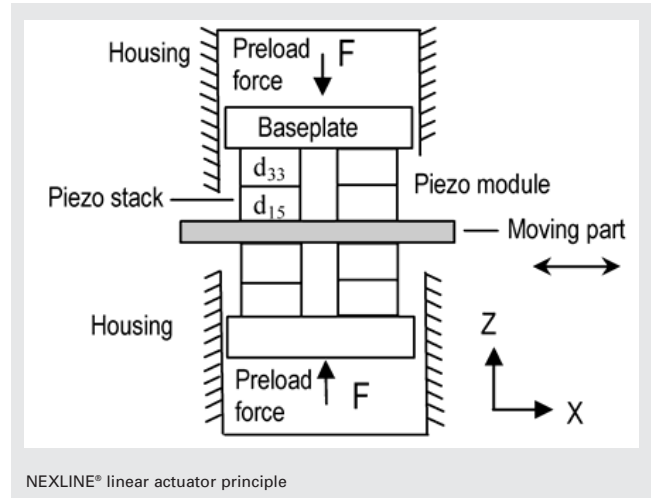 Housing
Preload F
force
Baseplate
d33
Piezo stack
d15
Piezo module
Moving part
Housing
Z
Preload
force
F
X
NEXLINE® linear actuator principle